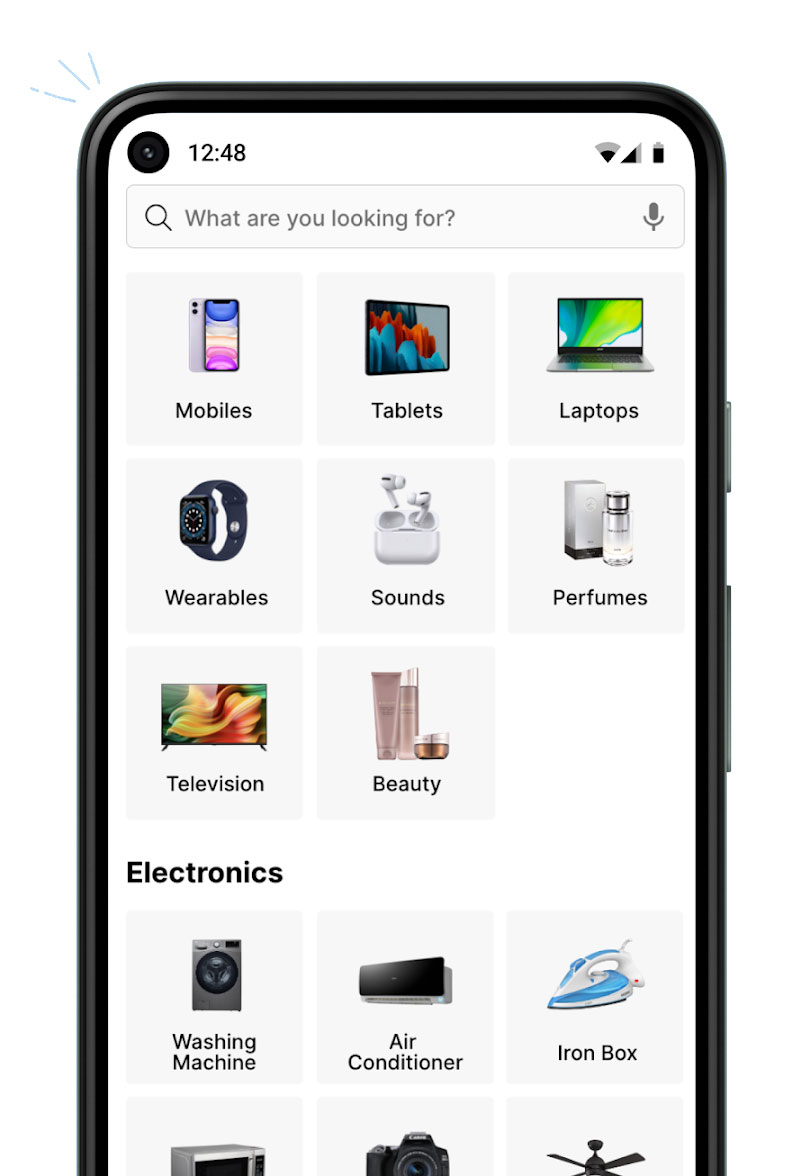 12:48
What are you looking for?
Mobiles
Tablets
Laptops
Wearables
Sounds
Perfumes
Television
Beauty
Electronics
Washing
Machine
Air
Conditioner
Iron Box
Canon